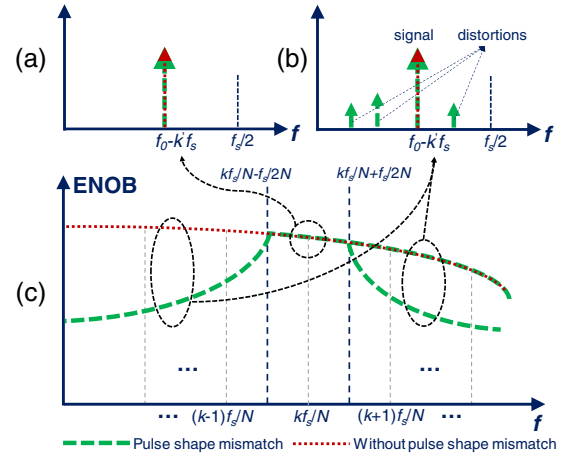 (a)
f₀-k'fₛ
fₛ/2
f
(b)
signal
distortions
f₀-k'fₛ
fₛ/2
f
(c)
ENOB
kfₛ/N-fₛ/2N
kfₛ/N+fₛ/2N
...
...
... (k-1)fₛ/N kfₛ/N (k+1)fₛ/N ...
f
Pulse shape mismatch
Without pulse shape mismatch